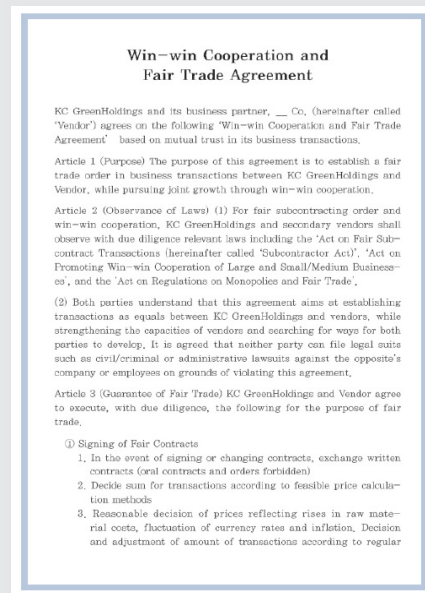 Win-win Cooperation and
Fair Trade Agreement
KC GreenHoldings and its business partner, __ Co. (hereinafter called
'Vendor') agrees on the following 'Win-win Cooperation and Fair Trade
Agreement' based on mutual trust in its business transactions.
Article 1 (Purpose) The purpose of this agreement is to establish a fair
trade order in business transactions between KC GreenHoldings and
Vendor, while pursuing joint growth through win-win cooperation.
Article 2 (Observance of Laws) (1) For fair subcontracting order and
win-win cooperation, KC GreenHoldings and secondary vendors shall
observe with due diligence relevant laws including the 'Act on Fair Sub-
contract Transactions (hereinafter called 'Subcontractor Act)', 'Act on
Promoting Win-win Cooperation of Large and Small/Medium Business-
es', and the 'Act on Regulations on Monopolies and Fair Trade'.
(2) Both parties understand that this agreement aims at establishing
transactions as equals between KC GreenHoldings and vendors, while
strengthening the capacities of vendors and searching for ways for both
parties to develop. It is agreed that neither party can file legal suits
such as civil/criminal or administrative lawsuits against the opposite's
company or employees on grounds of violating this agreement.
Article 3 (Guarantee of Fair Trade) KC GreenHoldings and Vendor agree
to execute, with due diligence, the following for the purpose of fair
trade.
① Signing of Fair Contracts
1. In the event of signing or changing contracts, exchange written
contracts (oral contracts and orders forbidden)
2. Decide sum for transactions according to feasible price calcula-
tion methods
3. Reasonable decision of prices reflecting rises in raw mate-
rial costs, fluctuation of currency rates and inflation. Decision
and adjustment of amount of transactions according to regular